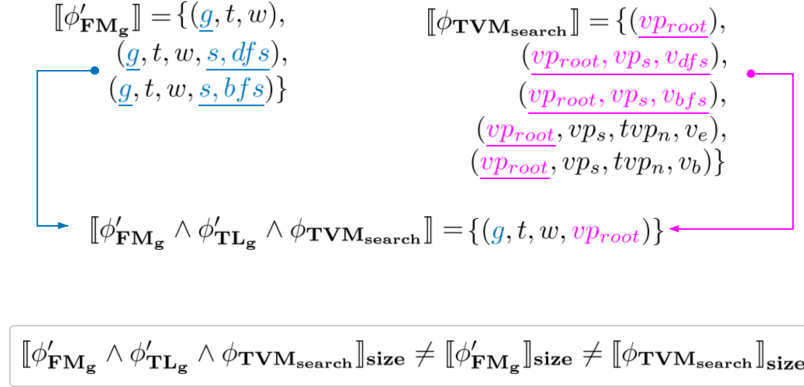 ⟦ϕ′FMg⟧ = {(g, t, w),
(g, t, w, s, dfs),
(g, t, w, s, bfs)}
⟦ϕTVMsearch⟧ = {(vproot),
(vproot, vps, vdfs),
(vproot, vps, vbfs),
(vproot, vps, tvpn, ve),
(vproot, vps, tvpn, vb)}
⟦ϕ′FMg ∧ ϕ′TLg ∧ ϕTVMsearch⟧ = {(g, t, w, vproot)}
⟦ϕ′FMg ∧ ϕ′TLg ∧ ϕTVMsearch⟧size ≠ ⟦ϕ′FMg⟧size ≠ ⟦ϕTVMsearch⟧size